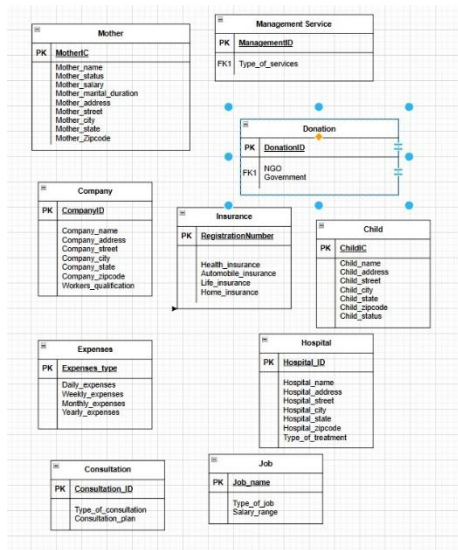 Mother
PK MotherIC
Mother_name
Mother_status
Mother_salary
Mother_marital_duration
Mother_address
Mother_street
Mother_city
Mother_state
Mother_Zipcode
Management Service
PK ManagementID
FK1 Type_of_services
Donation
PK DonationID
FK1
NGO
Government
Company
PK CompanyID
Company_name
Company_address
Company_street
Company_city
Company_state
Company_zipcode
Workers_qualification
Insurance
PK RegistrationNumber
Health_insurance
Automobile_insurance
Life_insurance
Home_insurance
Child
PK ChildIC
Child_name
Child_address
Child_street
Child_city
Child_state
Child_zipcode
Child_status
Expenses
PK Expenses_type
Daily_expenses
Weekly_expenses
Monthly_expenses
Yearly_expenses
Hospital
PK Hospital_ID
Hospital_name
Hospital_address
Hospital_street
Hospital_city
Hospital_state
Hospital_zipcode
Type_of_treatment
Consultation
PK Consultation_ID
Type_of_consultation
Consultation_plan
Job
PK Job_name
Type_of_job
Salary_range